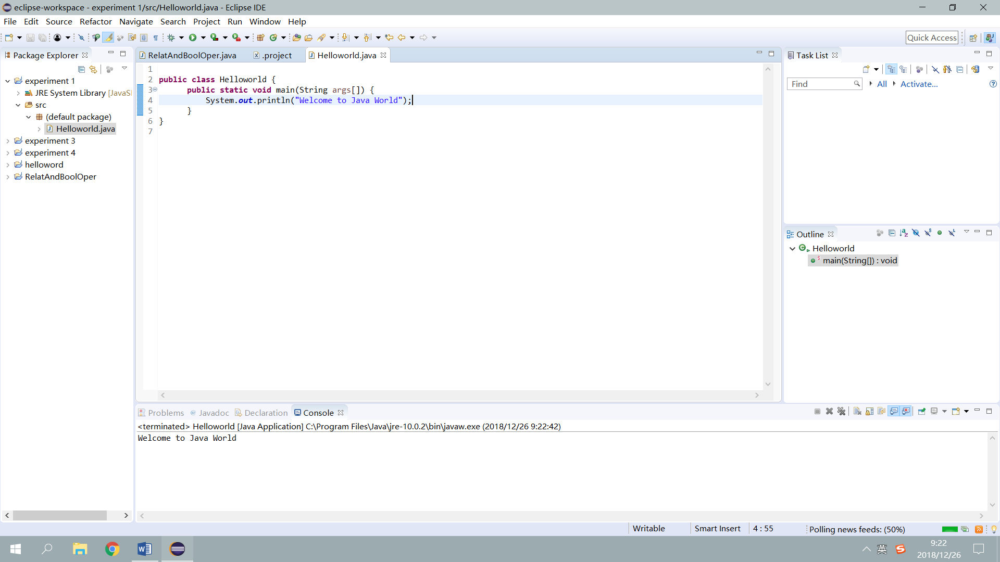 eclipse-workspace - experiment 1/src/Helloworld.java - Eclipse IDE
File Edit Source Refactor Navigate Search Project Run Window Help
Quick Access
Package Explorer
experiment 1
JRE System Library [JavaS
src
(default package)
Helloworld.java
experiment 3
experiment 4
helloword
RelatAndBoolOper
RelatAndBoolOper.java .project Helloworld.java
1
2 public class Helloworld {
3 public static void main(String args[]) {
4 System.out.println("Welcome to Java World");
5 }
6 }
7
Task List
Find All Activate...
Outline
Helloworld
main(String[]) : void
Problems @ Javadoc Declaration Console
<terminated> Helloworld [Java Application] C:\Program Files\Java\jre-10.0.2\bin\javaw.exe (2018/12/26 9:22:42)
Welcome to Java World
Writable Smart Insert 4 : 55 Polling news feeds: (50%)
英
9:22
2018/12/26